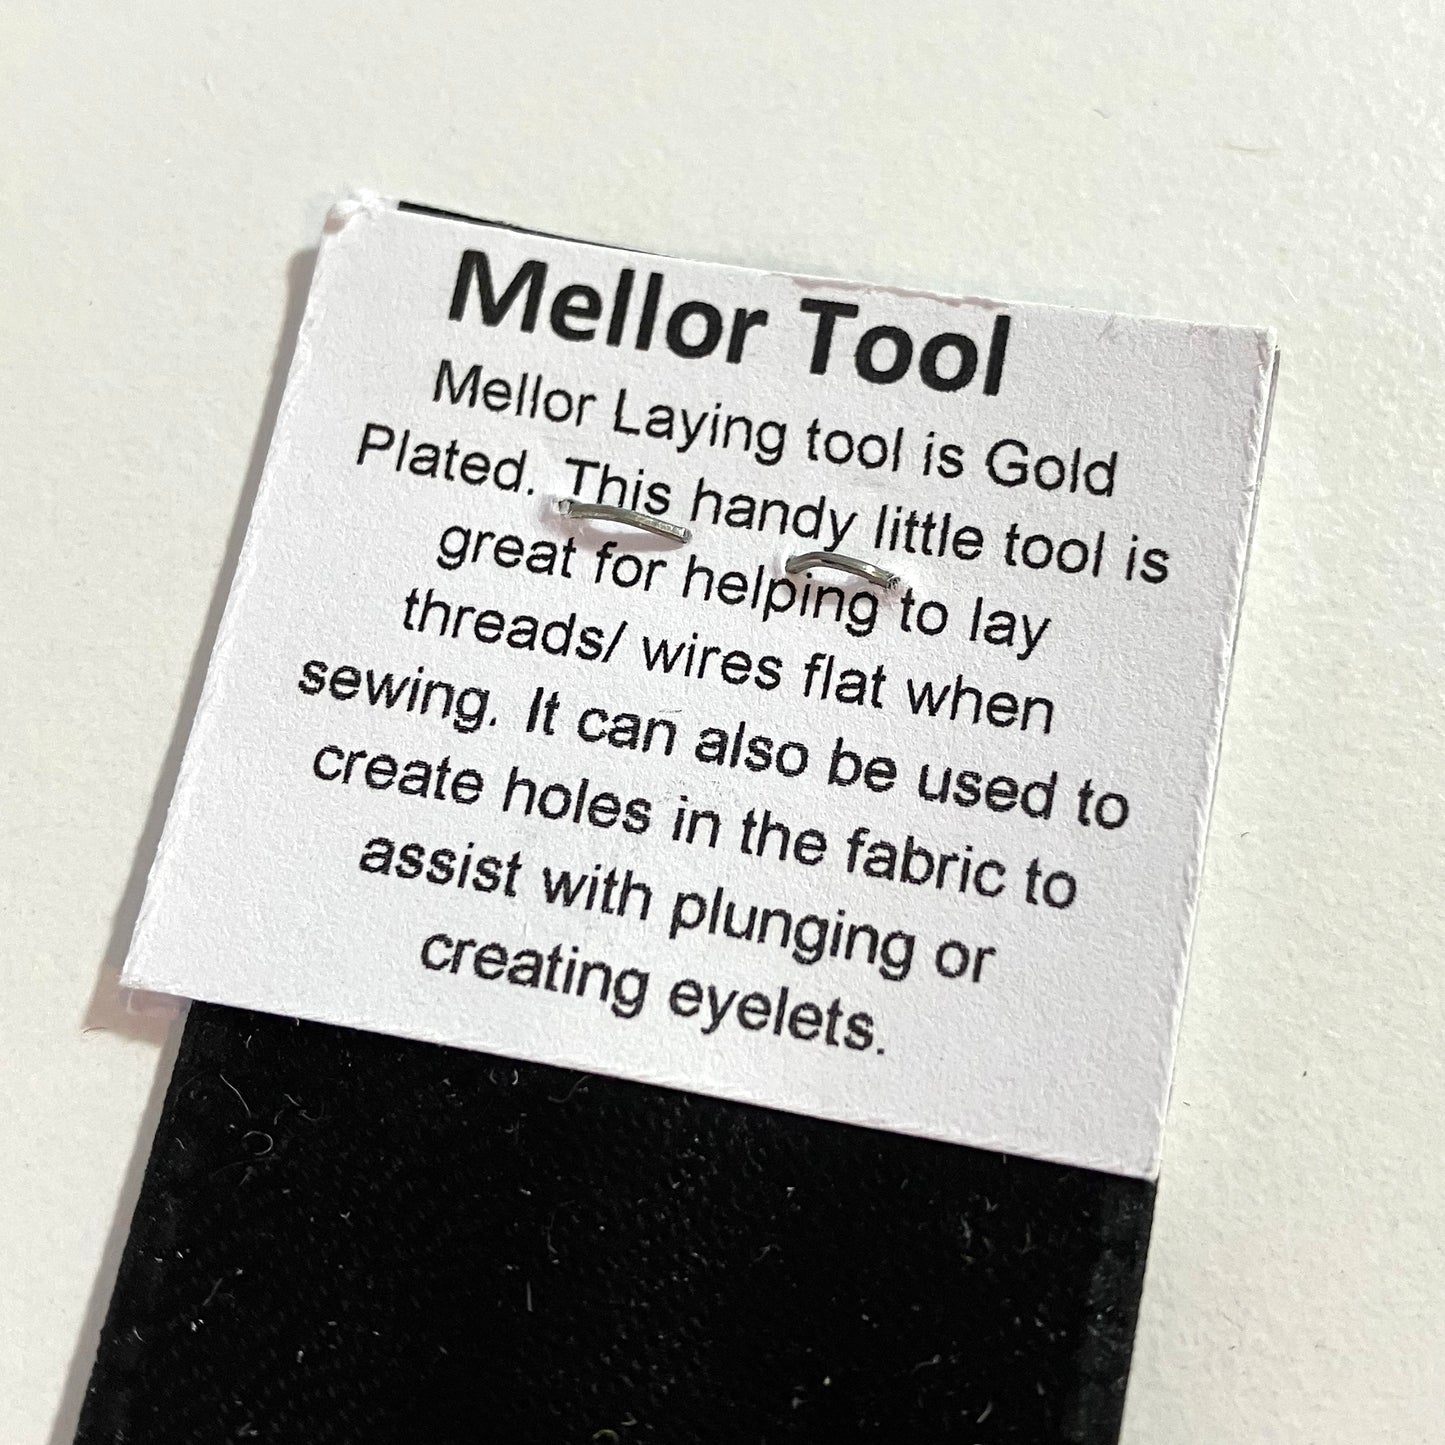 Mellor Tool
Mellor Laying tool is Gold
Plated. This handy little tool is
great for helping to lay
threads/ wires flat when
sewing. It can also be used to
create holes in the fabric to
assist with plunging or
creating eyelets.